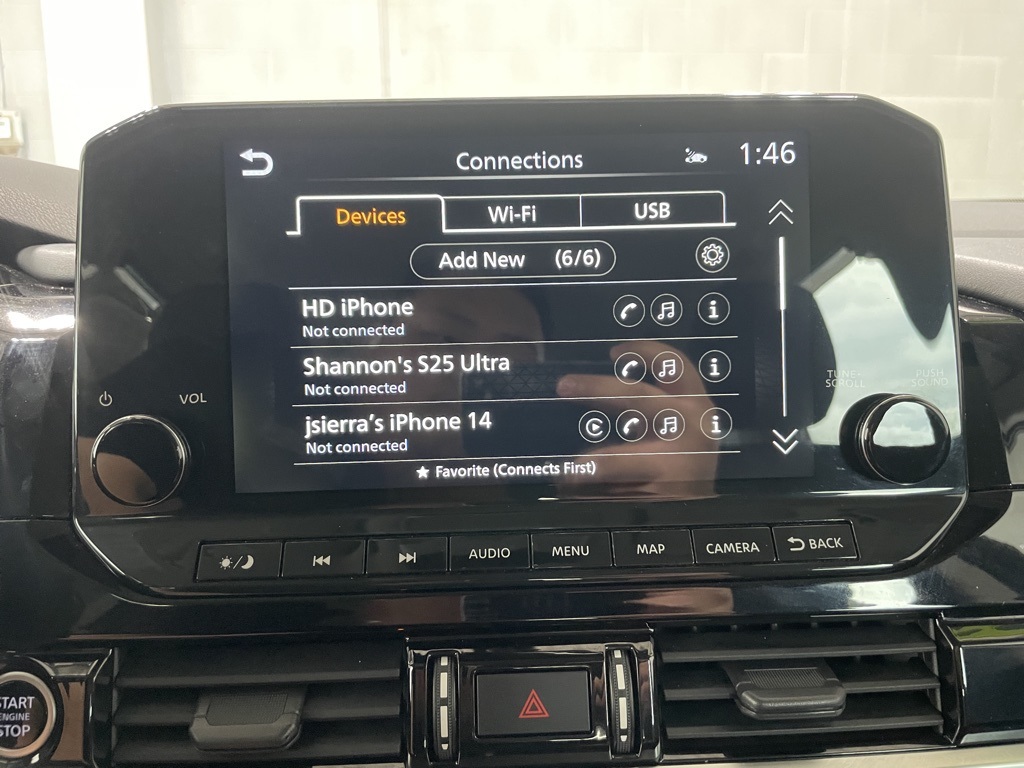 Connections
1:46
Devices
Wi-Fi
USB
Add New (6/6)
HD iPhone
Not connected
Shannon's S25 Ultra
Not connected
jsierra's iPhone 14
Not connected
★ Favorite (Connects First)
VOL
TUNE-SCROLL
PUSH SOUND
AUDIO
MENU
MAP
CAMERA
BACK
START
ENGINE
STOP